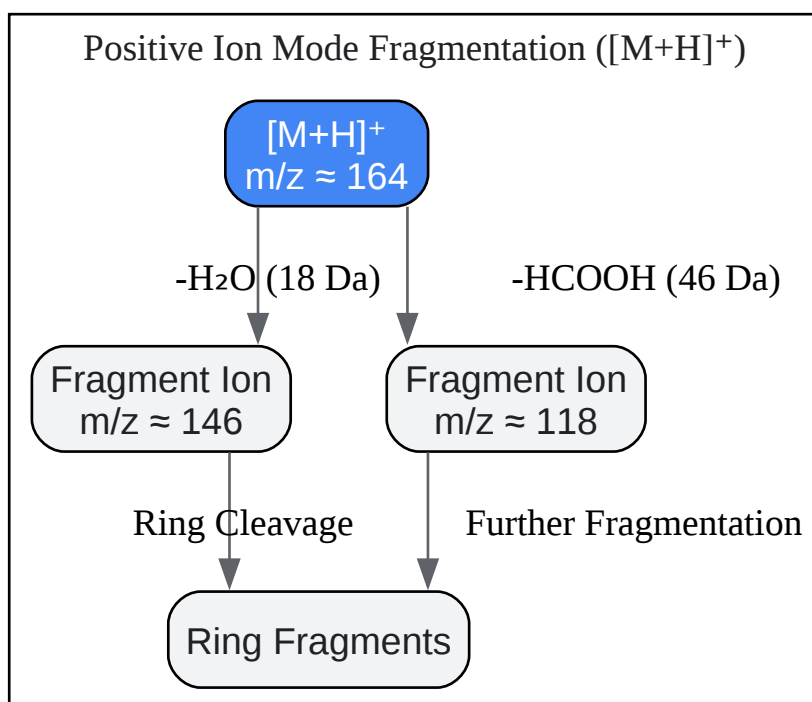 Positive Ion Mode Fragmentation ([M+H]⁺)
[M+H]⁺
m/z ≈ 164
-H₂O (18 Da)
-HCOOH (46 Da)
Fragment Ion
m/z ≈ 146
Fragment Ion
m/z ≈ 118
Ring Cleavage
Further Fragmentation
Ring Fragments